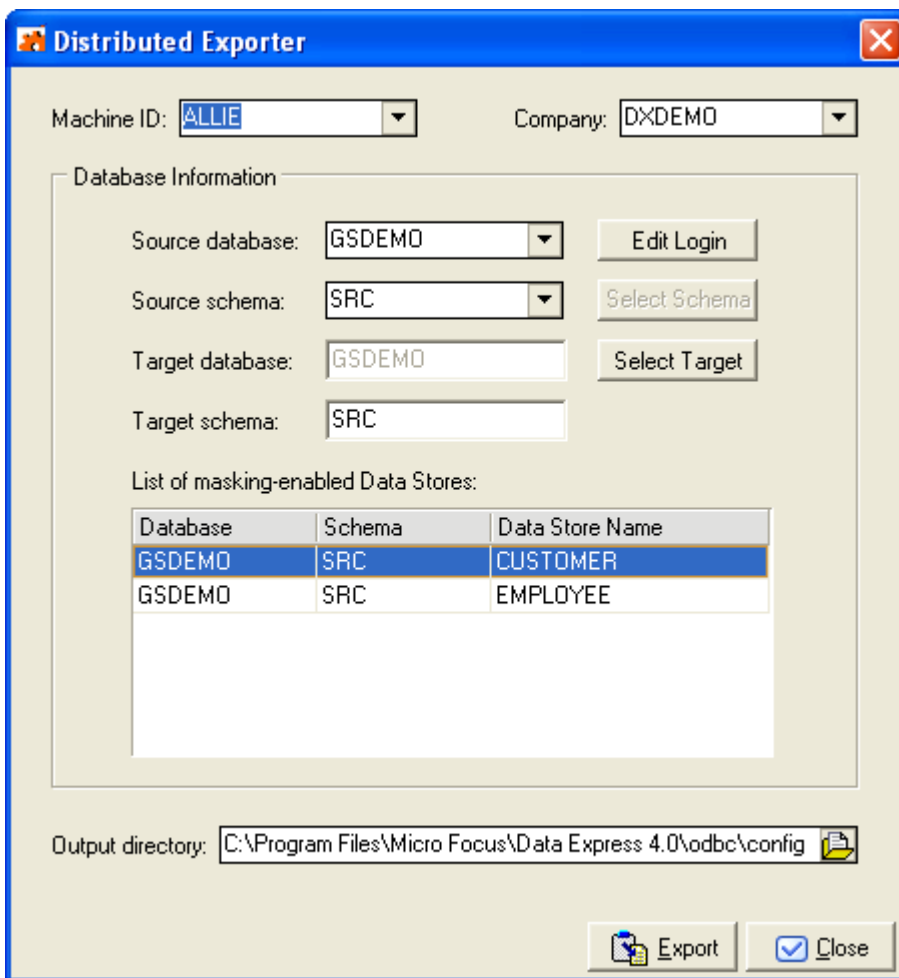 Distributed Exporter
Machine ID: ALLIE Company: DXDEMO
Database Information
Source database: GSDEMO Edit Login
Source schema: SRC Select Schema
Target database: GSDEMO Select Target
Target schema: SRC
List of masking-enabled Data Stores:
Database Schema Data Store Name
GSDEMO SRC CUSTOMER
GSDEMO SRC EMPLOYEE
Output directory: C:\Program Files\Micro Focus\Data Express 4.0\odbc\config
Export Close